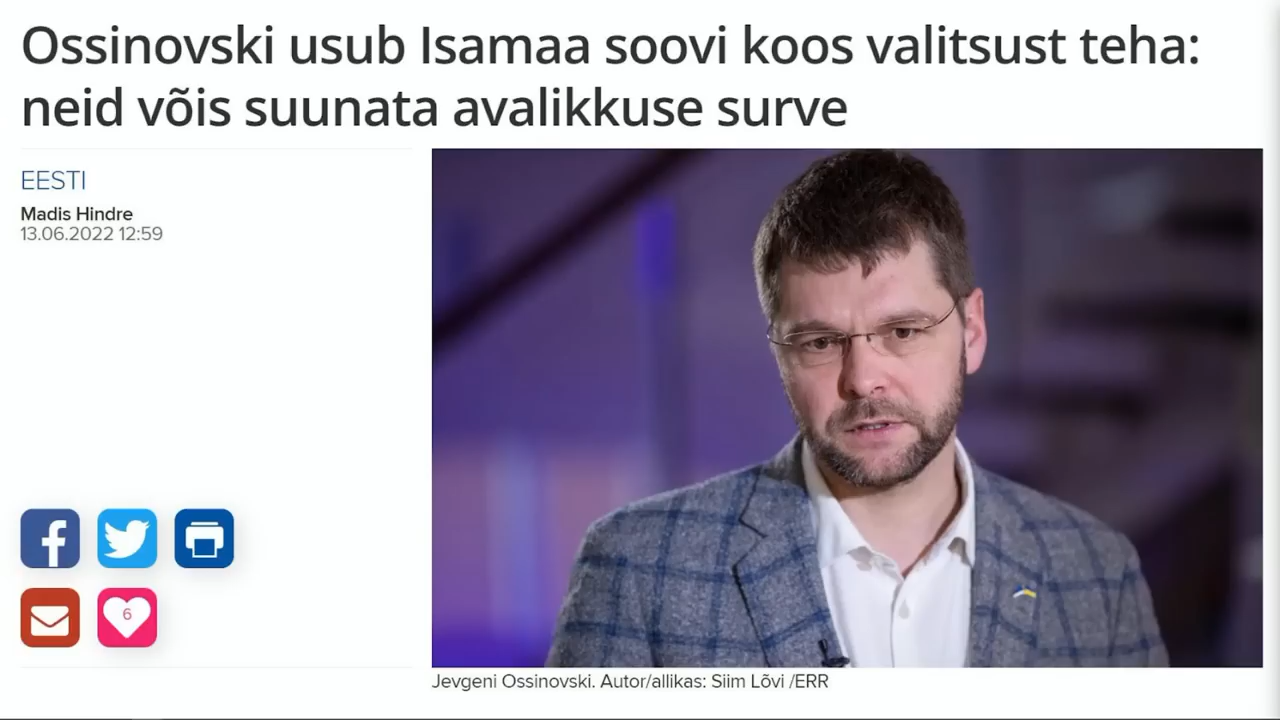 Ossinovski usub Isamaa soovi koos valitsust teha:
neid võis suunata avalikkuse surve
EESTI
Madis Hindre
13.06.2022 12:59
6
Jevgeni Ossinovski. Autor/allikas: Siim Lõvi /ERR